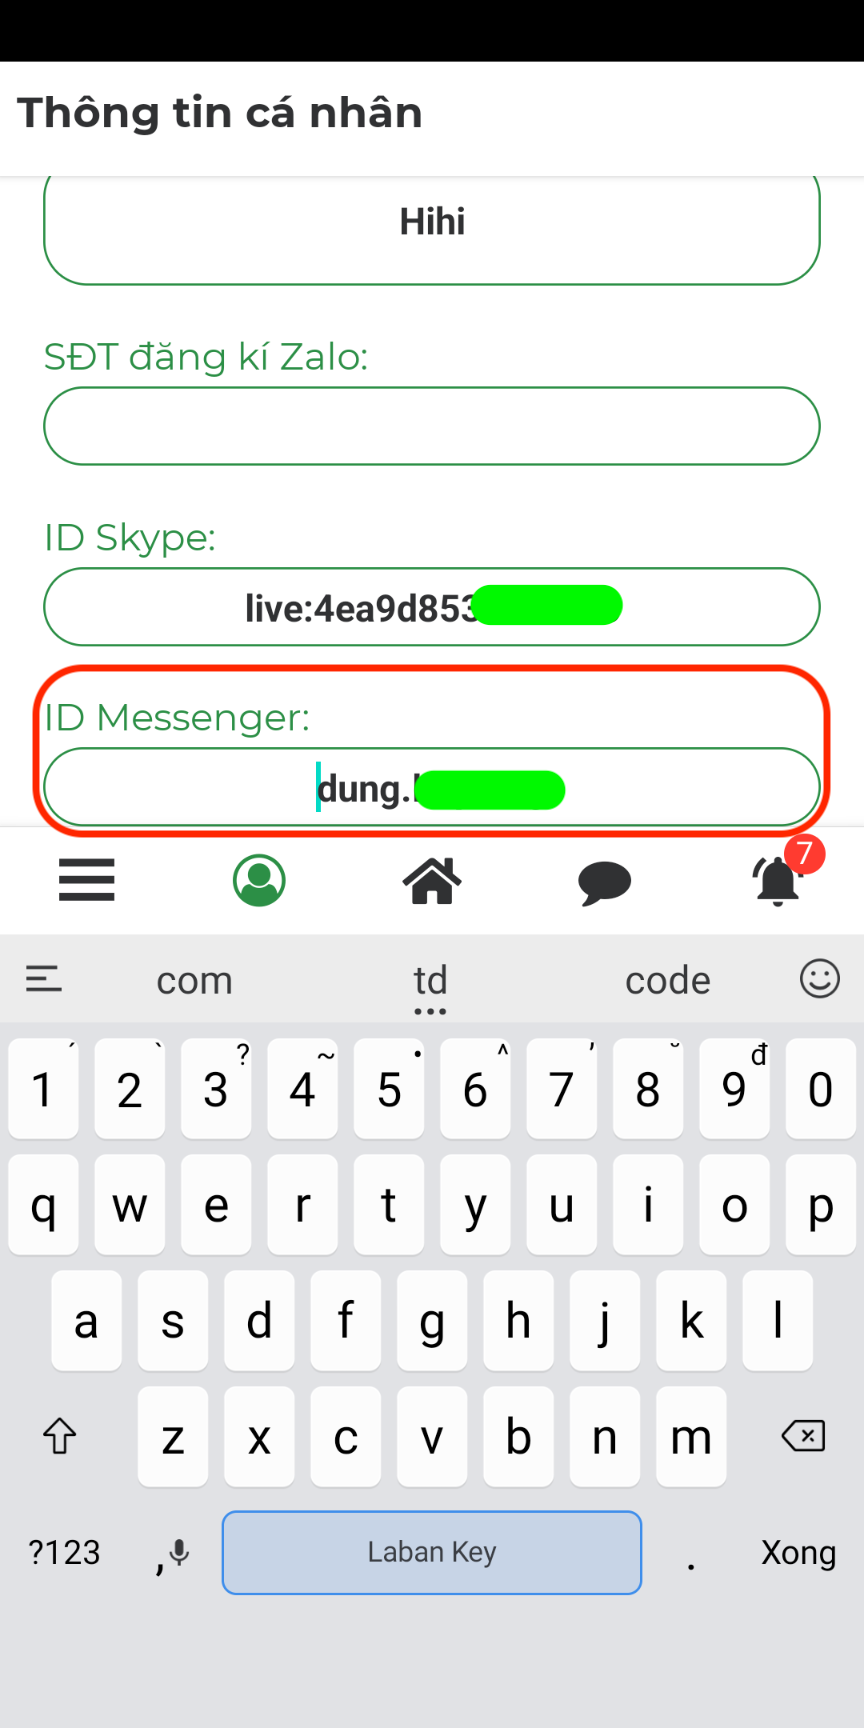 Thông tin cá nhân
Hihi
SĐT đăng kí Zalo:
ID Skype:
live:4ea9d853
ID Messenger:
dung.
7
com td code
1 2 3 4 5 6 7 8 9 0
q w e r t y u i o p
a s d f g h j k l
z x c v b n m
?123 , Laban Key . Xong